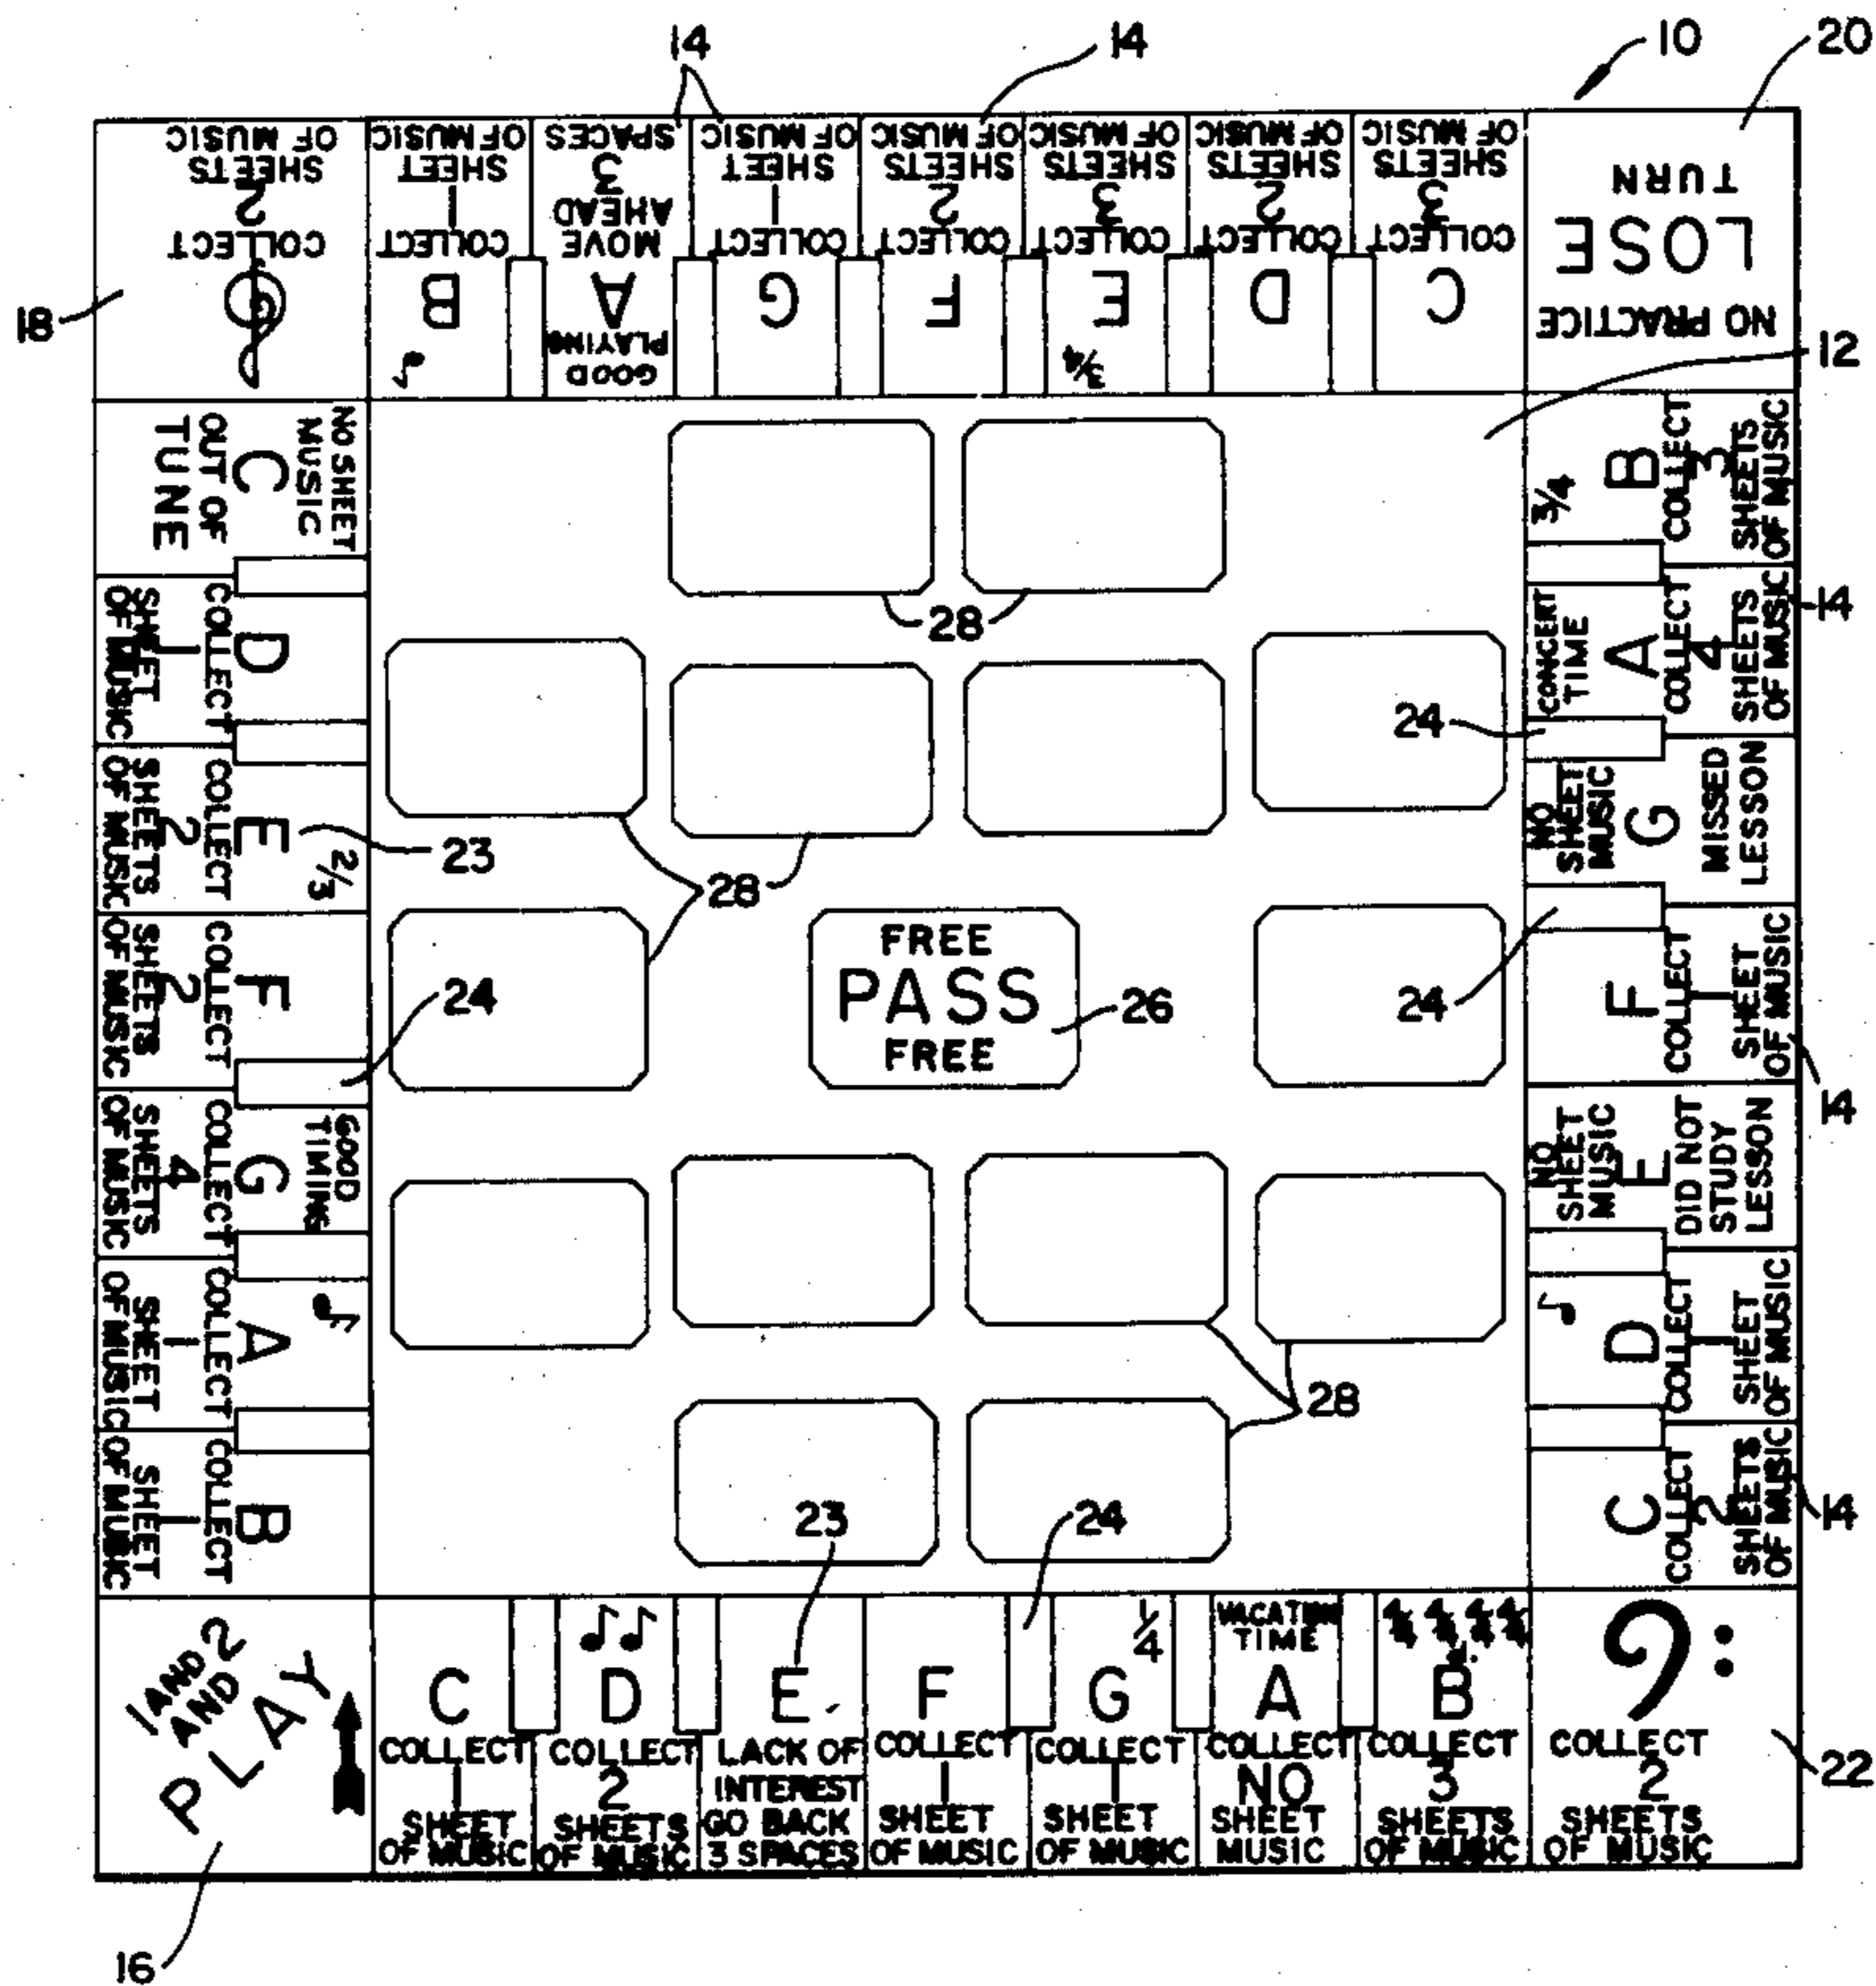 14
14
10
20
COLLECT
2
SHEETS
OF MUSIC
B
COLLECT
1
SHEET
OF MUSIC
GOOD
PLAYING
A
MOVE
AHEAD
3
SPACES
G
COLLECT
1
SHEET
OF MUSIC
F
COLLECT
2
SHEETS
OF MUSIC
3/4
E
COLLECT
3
SHEETS
OF MUSIC
D
COLLECT
2
SHEETS
OF MUSIC
C
COLLECT
3
SHEETS
OF MUSIC
NO PRACTICE
LOSE
TURN
18
12
NO SHEET
MUSIC
C
OUT OF
TUNE
D
COLLECT
1
SHEET
OF MUSIC
2/3
E
COLLECT
2
SHEETS
OF MUSIC
F
COLLECT
2
SHEETS
OF MUSIC
GOOD
TIMING
G
COLLECT
4
SHEETS
OF MUSIC
A
COLLECT
1
SHEET
OF MUSIC
B
COLLECT
1
SHEET
OF MUSIC
28
23
28
24
24
24
FREE
PASS
FREE
26
28
23
24
3/4
B
COLLECT
3
SHEETS
OF MUSIC
CONCERT
TIME
A
COLLECT
4
SHEETS
OF MUSIC
NO
SHEET
MUSIC
G
MISSED
LESSON
F
COLLECT
1
SHEET
OF MUSIC
NO
SHEET
MUSIC
E
DID NOT
STUDY
LESSON
D
COLLECT
1
SHEET
OF MUSIC
C
COLLECT
2
SHEETS
OF MUSIC
14
14
14
1 AND 2
AND
PLAY
C
COLLECT
1
SHEET
OF MUSIC
D
COLLECT
2
SHEETS
OF MUSIC
E
LACK OF
INTEREST
GO BACK
3 SPACES
F
COLLECT
1
SHEET
OF MUSIC
1/4
G
COLLECT
1
SHEET
OF MUSIC
VACATION
TIME
A
COLLECT
NO
SHEET
MUSIC
B
COLLECT
3
SHEETS
OF MUSIC
COLLECT
2
SHEETS
OF MUSIC
22
16